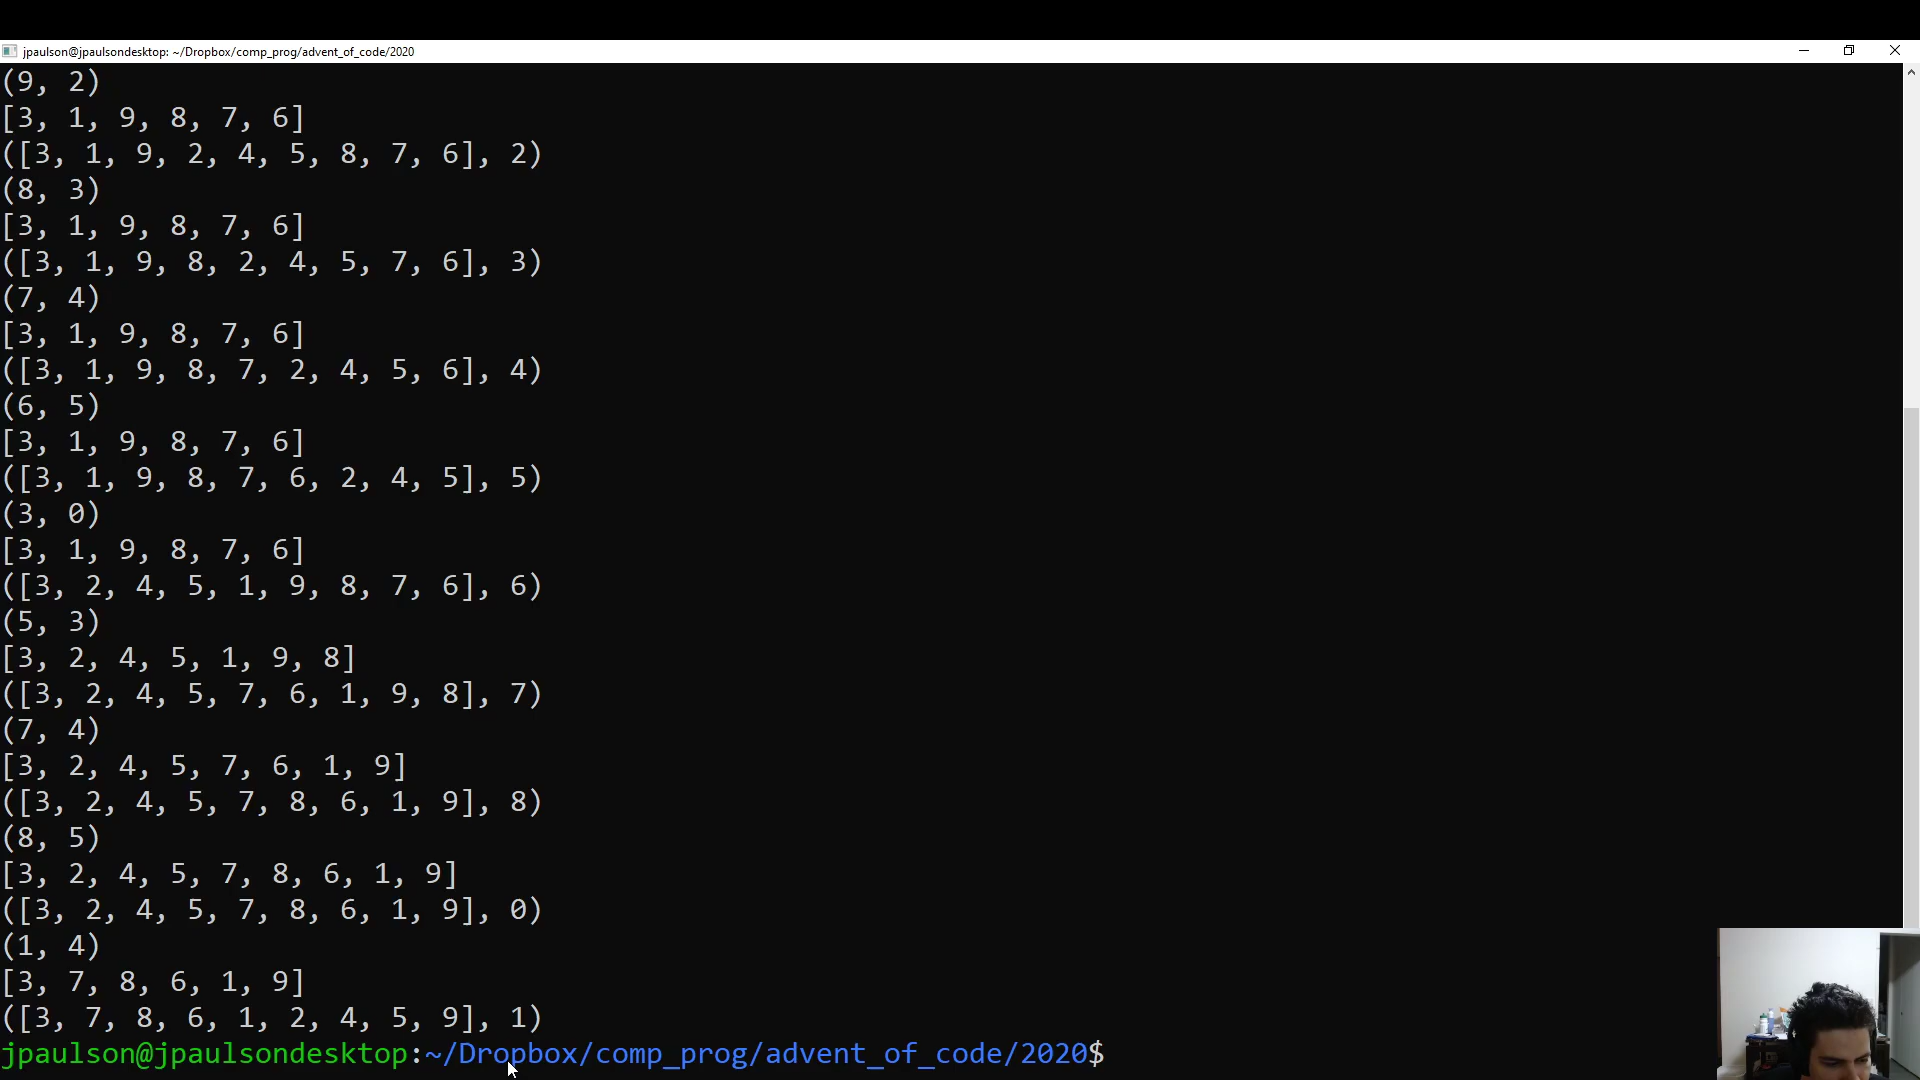 jpaulson@jpaulsondesktop: ~/Dropbox/comp_prog/advent_of_code/2020
(9, 2)
[3, 1, 9, 8, 7, 6]
([3, 1, 9, 2, 4, 5, 8, 7, 6], 2)
(8, 3)
[3, 1, 9, 8, 7, 6]
([3, 1, 9, 8, 2, 4, 5, 7, 6], 3)
(7, 4)
[3, 1, 9, 8, 7, 6]
([3, 1, 9, 8, 7, 2, 4, 5, 6], 4)
(6, 5)
[3, 1, 9, 8, 7, 6]
([3, 1, 9, 8, 7, 6, 2, 4, 5], 5)
(3, 0)
[3, 1, 9, 8, 7, 6]
([3, 2, 4, 5, 1, 9, 8, 7, 6], 6)
(5, 3)
[3, 2, 4, 5, 1, 9, 8]
([3, 2, 4, 5, 7, 6, 1, 9, 8], 7)
(7, 4)
[3, 2, 4, 5, 7, 6, 1, 9]
([3, 2, 4, 5, 7, 8, 6, 1, 9], 8)
(8, 5)
[3, 2, 4, 5, 7, 8, 6, 1, 9]
([3, 2, 4, 5, 7, 8, 6, 1, 9], 0)
(1, 4)
[3, 7, 8, 6, 1, 9]
([3, 7, 8, 6, 1, 2, 4, 5, 9], 1)
jpaulson@jpaulsondesktop:~/Dropbox/comp_prog/advent_of_code/2020$